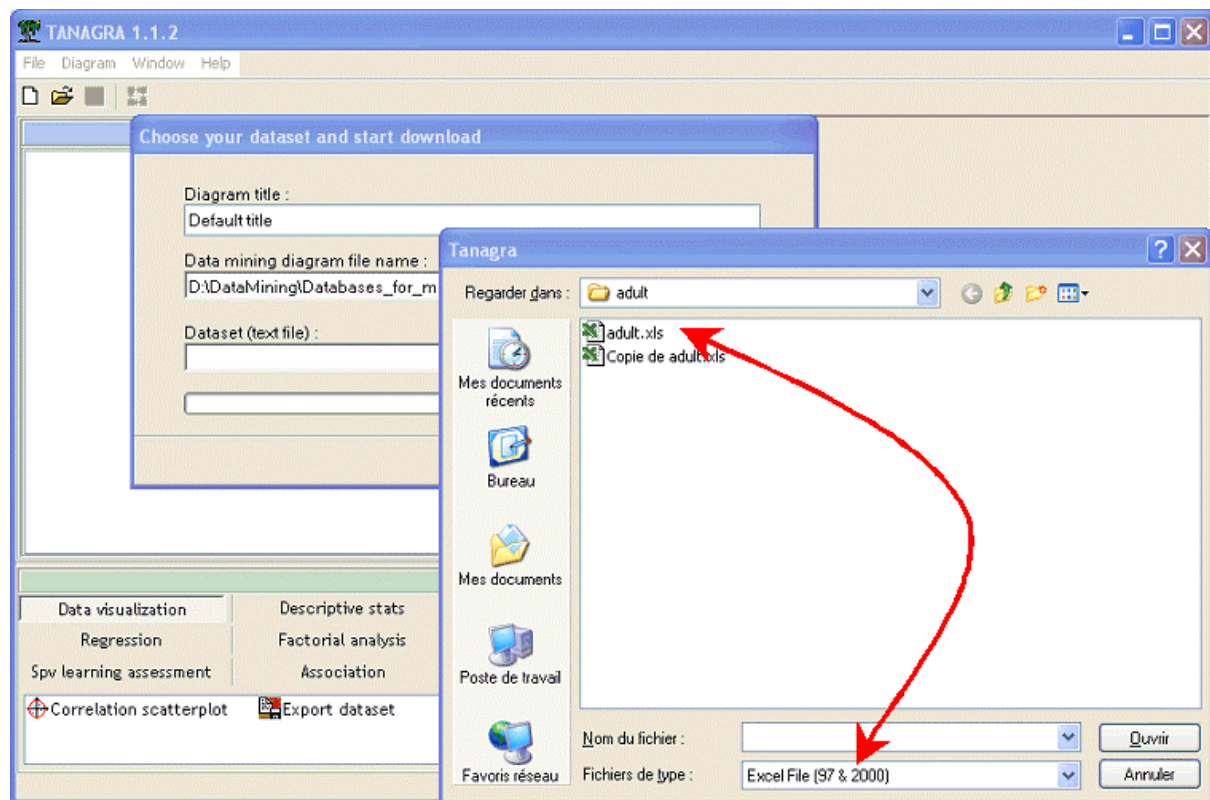 TANAGRA 1.1.2
File Diagram Window Help
Choose your dataset and start download
Diagram title :
Default title
Data mining diagram file name :
D:\DataMining\Databases_for_m
Dataset (text file) :
Tanagra
Regarder dans :
adult
adult.xls
Copie de adult.xls
Mes documents
récents
Bureau
Mes documents
Poste de travail
Favoris réseau
Nom du fichier :
Ouvrir
Fichiers de type :
Excel File (97 & 2000)
Annuler
Data visualization
Descriptive stats
Regression
Factorial analysis
Spv learning assessment
Association
Correlation scatterplot
Export dataset